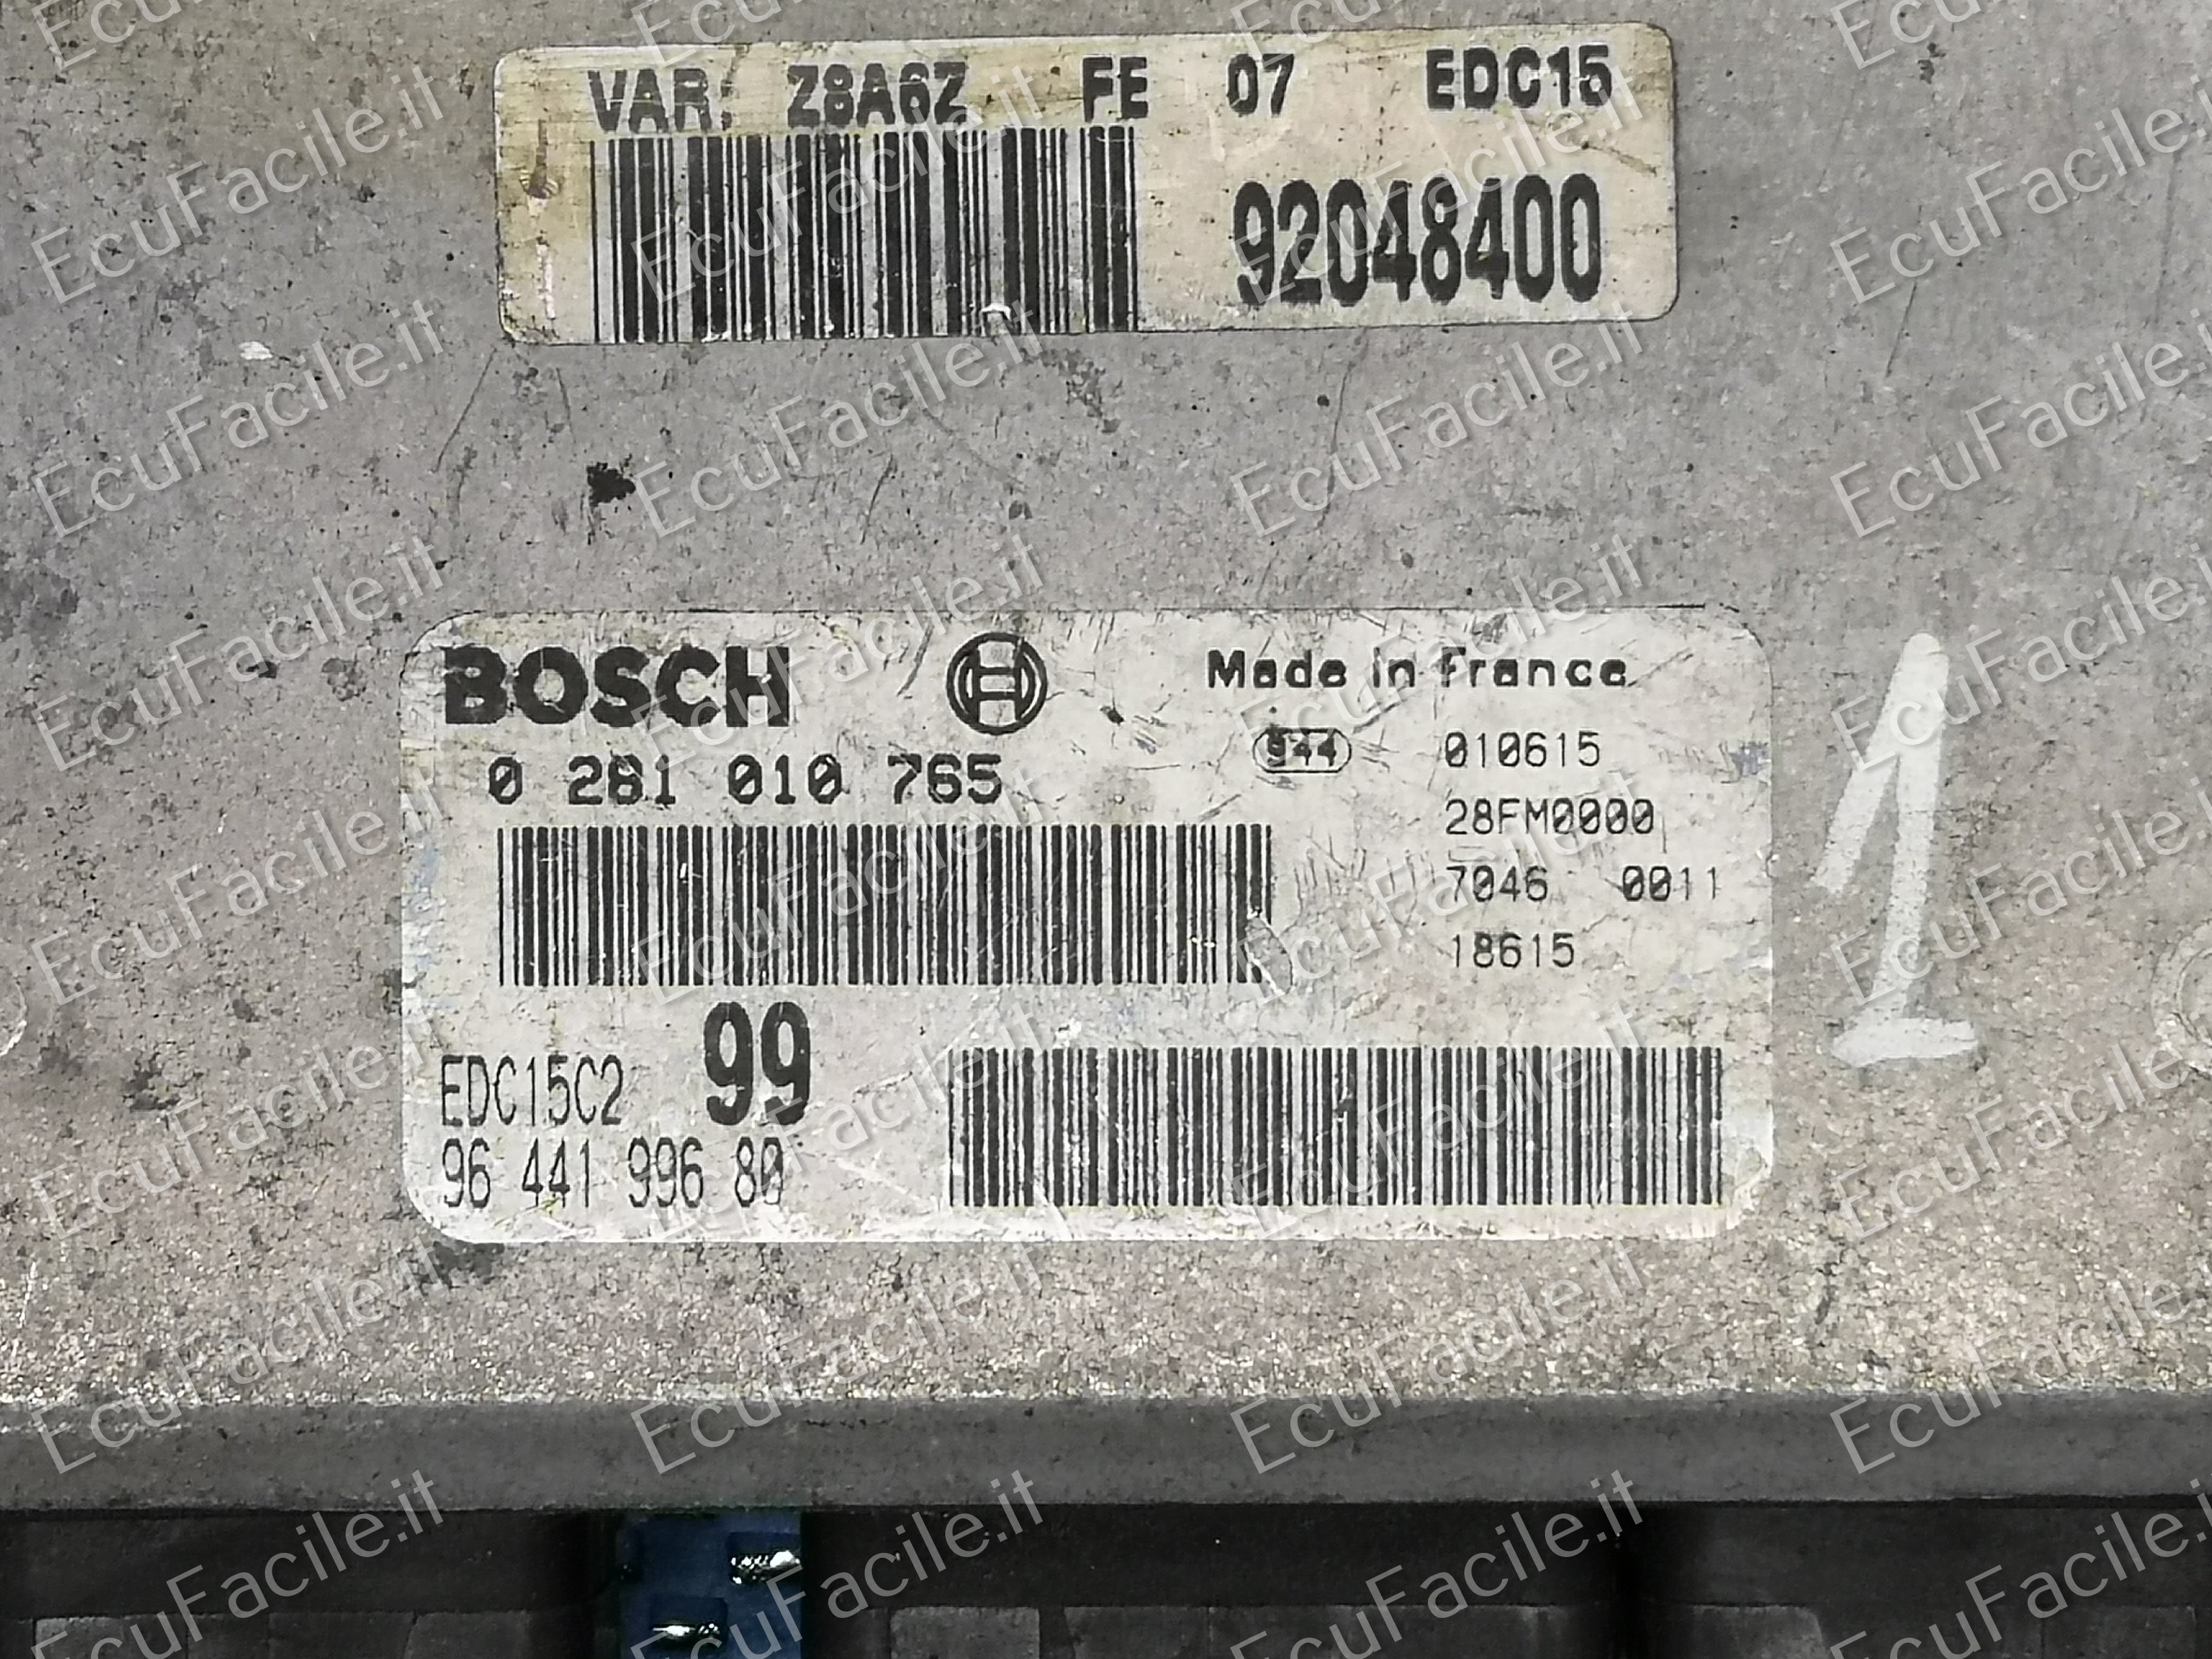 VAR: Z8A6Z FE 07 EDC15
92048400
BOSCH
Made in France
0 281 010 765
944 010615
28FM0000
7046 0011
18615
EDC15C2 99
96 441 996 80
1
EcuFacile.it